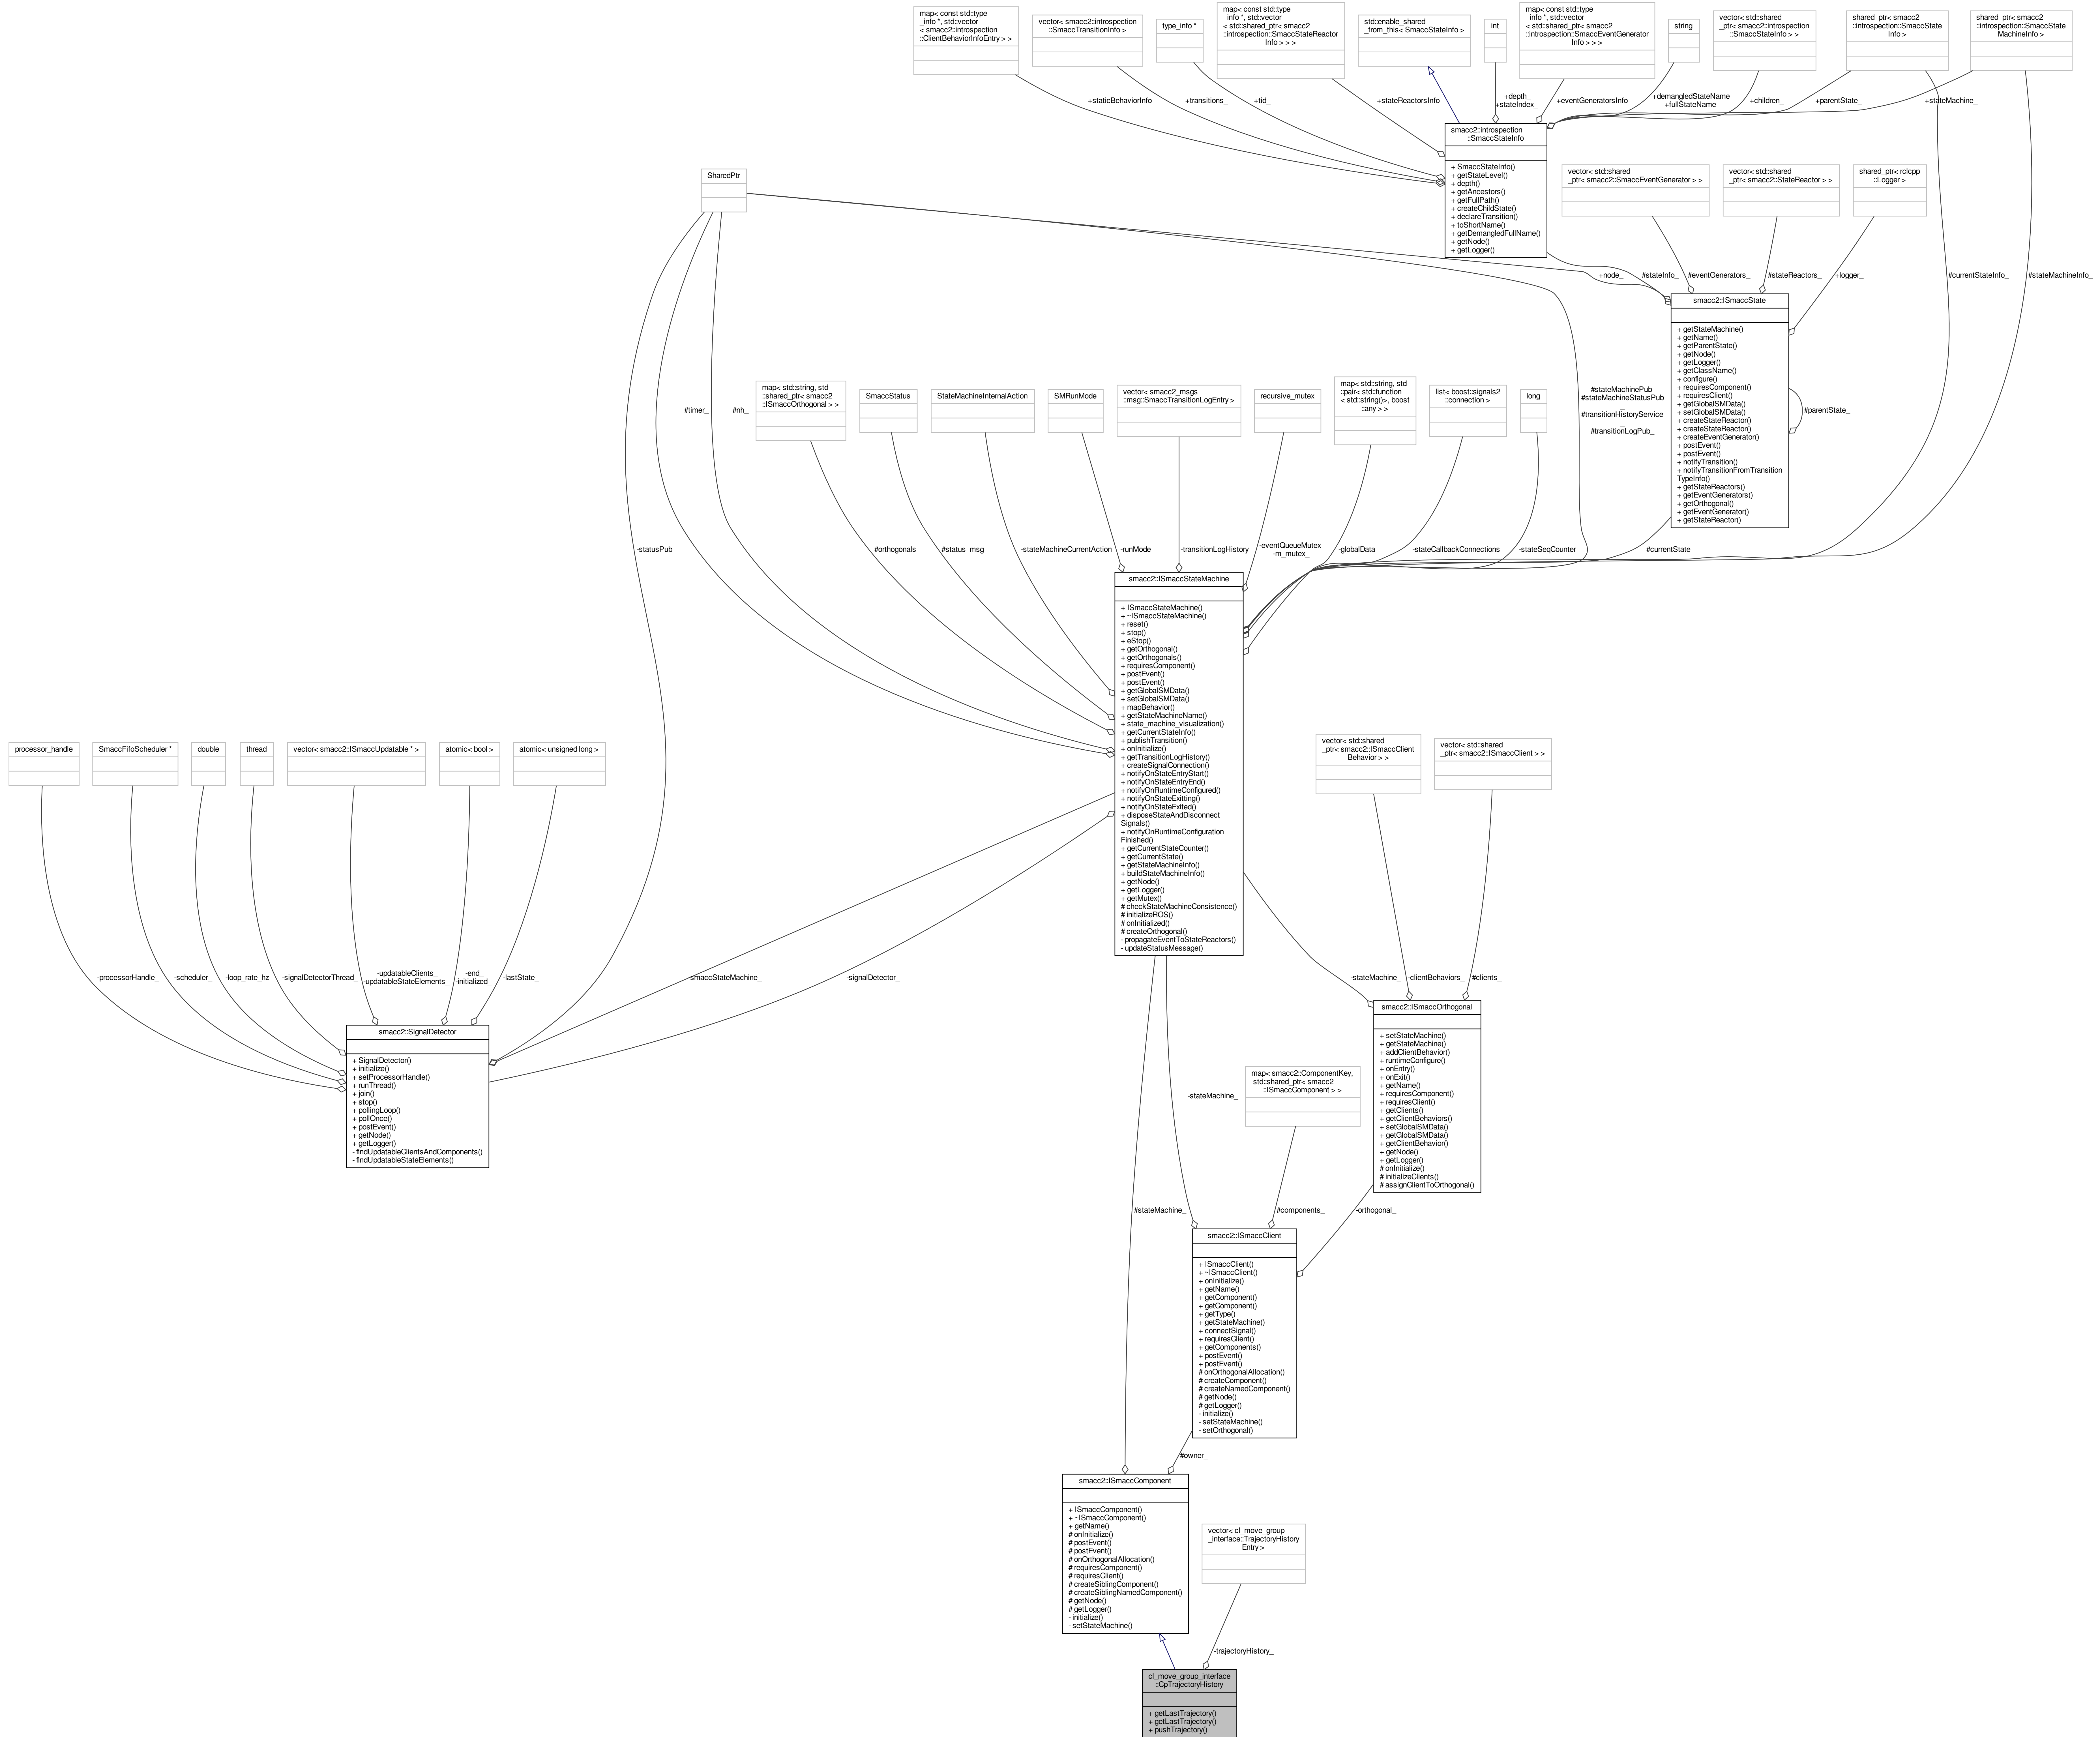 map< const std::type
_info *, std::vector
< smacc2::introspection
::ClientBehaviorInfoEntry > >
vector< smacc2::introspection
::SmaccTransitionInfo >
type_info *
map< const std::type
_info *, std::vector
< std::shared_ptr< smacc2
::introspection::SmaccStateReactor
Info > > >
std::enable_shared
_from_this< SmaccStateInfo >
int
map< const std::type
_info *, std::vector
< std::shared_ptr< smacc2
::introspection::SmaccEventGenerator
Info > > >
string
vector< std::shared
_ptr< smacc2::introspection
::SmaccStateInfo > >
shared_ptr< smacc2
::introspection::SmaccState
Info >
shared_ptr< smacc2
::introspection::SmaccState
MachineInfo >
+staticBehaviorInfo
+transitions_
+tid_
+stateReactorsInfo
+depth_
+stateIndex_
+eventGeneratorsInfo
+demangledStateName
+fullStateName
+children_
+parentState_
+stateMachine_
smacc2::introspection
::SmaccStateInfo
+ SmaccStateInfo()
+ getStateLevel()
+ depth()
+ getAncestors()
+ getFullPath()
+ createChildState()
+ declareTransition()
+ toShortName()
+ getDemangledFullName()
+ getNode()
+ getLogger()
SharedPtr
vector< std::shared
_ptr< smacc2::SmaccEventGenerator > >
vector< std::shared
_ptr< smacc2::StateReactor > >
shared_ptr< rclcpp
::Logger >
+node_
#stateInfo_
#eventGenerators_
#stateReactors_
+logger_
#currentStateInfo_
#stateMachineInfo_
smacc2::ISmaccState
+ getStateMachine()
+ getName()
+ getParentState()
+ getNode()
+ getLogger()
+ getClassName()
+ configure()
+ requiresComponent()
+ requiresClient()
+ getGlobalSMData()
+ setGlobalSMData()
+ createStateReactor()
+ createStateReactor()
+ createEventGenerator()
+ postEvent()
+ postEvent()
+ notifyTransition()
+ notifyTransitionFromTransition
TypeInfo()
+ getStateReactors()
+ getEventGenerators()
+ getOrthogonal()
+ getEventGenerator()
+ getStateReactor()
#parentState_
#timer_
#nh_
map< std::string, std
::shared_ptr< smacc2
::ISmaccOrthogonal > >
SmaccStatus
StateMachineInternalAction
SMRunMode
vector< smacc2_msgs
::msg::SmaccTransitionLogEntry >
recursive_mutex
map< std::string, std
::pair< std::function
< std::string()>, boost
::any > >
list< boost::signals2
::connection >
long
#stateMachinePub_
#stateMachineStatusPub
_
#transitionHistoryService
_
#transitionLogPub_
-statusPub_
#orthogonals_
#status_msg_
-stateMachineCurrentAction
-runMode_
-transitionLogHistory_
-eventQueueMutex_
-m_mutex_
-globalData_
-stateCallbackConnections
-stateSeqCounter_
#currentState_
smacc2::ISmaccStateMachine
+ ISmaccStateMachine()
+ ~ISmaccStateMachine()
+ reset()
+ stop()
+ eStop()
+ getOrthogonal()
+ getOrthogonals()
+ requiresComponent()
+ postEvent()
+ postEvent()
+ getGlobalSMData()
+ setGlobalSMData()
+ mapBehavior()
+ getStateMachineName()
+ state_machine_visualization()
+ getCurrentStateInfo()
+ publishTransition()
+ onInitialize()
+ getTransitionLogHistory()
+ createSignalConnection()
+ notifyOnStateEntryStart()
+ notifyOnStateEntryEnd()
+ notifyOnRuntimeConfigured()
+ notifyOnStateExitting()
+ notifyOnStateExited()
+ disposeStateAndDisconnect
Signals()
+ notifyOnRuntimeConfiguration
Finished()
+ getCurrentStateCounter()
+ getCurrentState()
+ getStateMachineInfo()
+ buildStateMachineInfo()
+ getNode()
+ getLogger()
+ getMutex()
# checkStateMachineConsistence()
# initializeROS()
# onInitialized()
# createOrthogonal()
- propagateEventToStateReactors()
- updateStatusMessage()
processor_handle
SmaccFifoScheduler *
double
thread
vector< smacc2::ISmaccUpdatable * >
atomic< bool >
atomic< unsigned long >
vector< std::shared
_ptr< smacc2::ISmaccClient
Behavior > >
vector< std::shared
_ptr< smacc2::ISmaccClient > >
-processorHandle_
-scheduler_
-loop_rate_hz
-signalDetectorThread_
-updatableClients_
-updatableStateElements_
-end_
-initialized_
-lastState_
-smaccStateMachine_
-signalDetector_
-stateMachine_
-clientBehaviors_
#clients_
smacc2::SignalDetector
+ SignalDetector()
+ initialize()
+ setProcessorHandle()
+ runThread()
+ join()
+ stop()
+ pollingLoop()
+ pollOnce()
+ postEvent()
+ getNode()
+ getLogger()
- findUpdatableClientsAndComponents()
- findUpdatableStateElements()
smacc2::ISmaccOrthogonal
+ setStateMachine()
+ getStateMachine()
+ addClientBehavior()
+ runtimeConfigure()
+ onEntry()
+ onExit()
+ getName()
+ requiresComponent()
+ requiresClient()
+ getClients()
+ getClientBehaviors()
+ setGlobalSMData()
+ getGlobalSMData()
+ getClientBehavior()
+ getNode()
+ getLogger()
# onInitialize()
# initializeClients()
# assignClientToOrthogonal()
map< smacc2::ComponentKey,
std::shared_ptr< smacc2
::ISmaccComponent > >
-stateMachine_
#stateMachine_
#components_
-orthogonal_
smacc2::ISmaccClient
+ ISmaccClient()
+ ~ISmaccClient()
+ onInitialize()
+ getName()
+ getComponent()
+ getComponent()
+ getType()
+ getStateMachine()
+ connectSignal()
+ requiresClient()
+ getComponents()
+ postEvent()
+ postEvent()
# onOrthogonalAllocation()
# createComponent()
# createNamedComponent()
# getNode()
# getLogger()
- initialize()
- setStateMachine()
- setOrthogonal()
#owner_
smacc2::ISmaccComponent
+ ISmaccComponent()
+ ~ISmaccComponent()
+ getName()
# onInitialize()
# postEvent()
# postEvent()
# onOrthogonalAllocation()
# requiresComponent()
# requiresClient()
# createSiblingComponent()
# createSiblingNamedComponent()
# getNode()
# getLogger()
- initialize()
- setStateMachine()
vector< cl_move_group
_interface::TrajectoryHistory
Entry >
-trajectoryHistory_
cl_move_group_interface
::CpTrajectoryHistory
+ getLastTrajectory()
+ getLastTrajectory()
+ pushTrajectory()